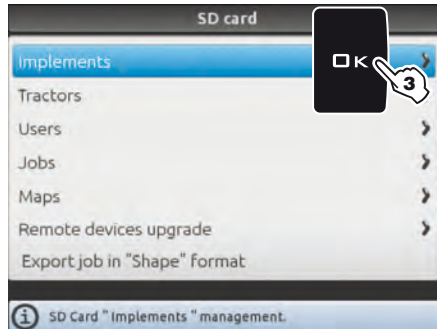 SD card
Implements
OK
3
Tractors
Users
Jobs
Maps
Remote devices upgrade
Export job in "Shape" format
SD Card " Implements " management.